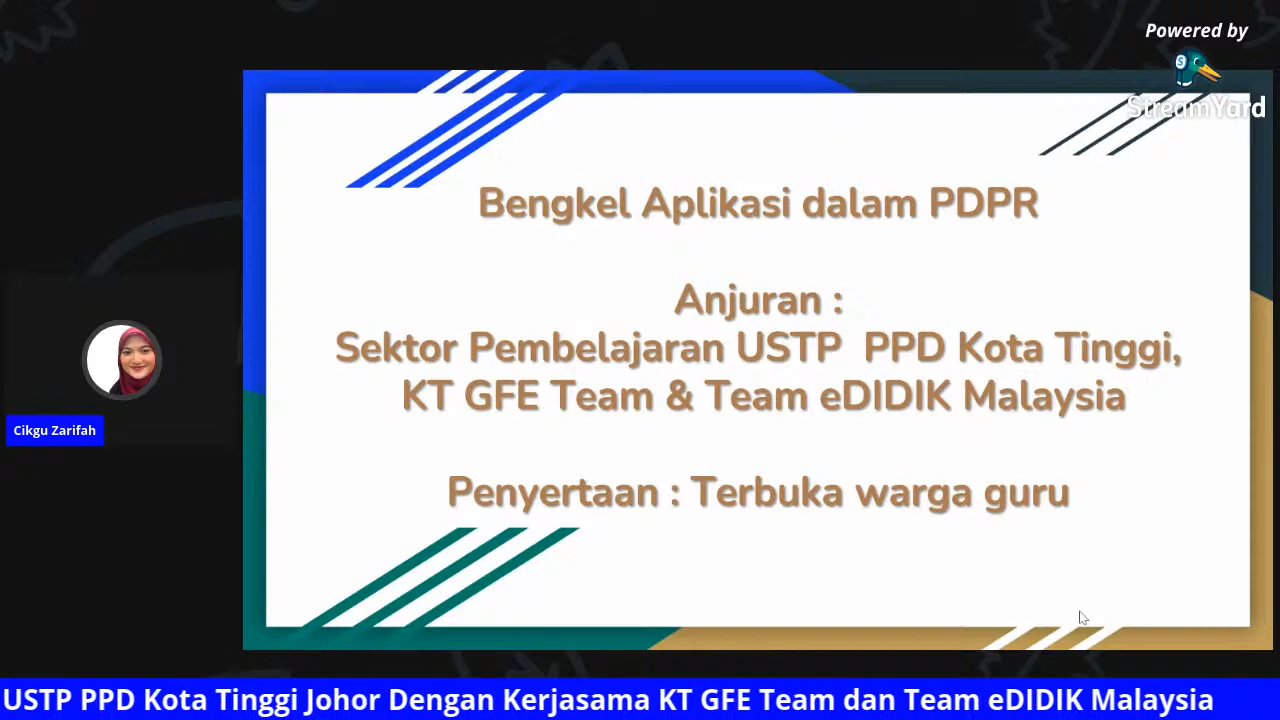 Powered by
StreamYard
Bengkel Aplikasi dalam PDPR
Anjuran :
Sektor Pembelajaran USTP PPD Kota Tinggi,
KT GFE Team & Team eDIDIK Malaysia
Penyertaan : Terbuka warga guru
Cikgu Zarifah
USTP PPD Kota Tinggi Johor Dengan Kerjasama KT GFE Team dan Team eDIDIK Malaysia